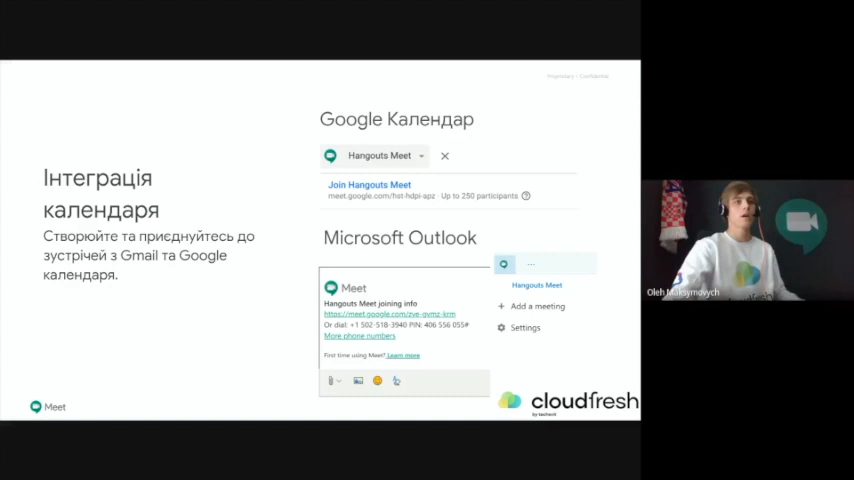 Proprietary + Confidential
Інтеграція
календаря
Створюйте та приєднуйтесь до
зустрічей з Gmail та Google
календаря.
Google Календар
Hangouts Meet
Join Hangouts Meet
meet.google.com/hst-hdpi-apz · Up to 250 participants
Microsoft Outlook
Meet
Hangouts Meet joining info
https://meet.google.com/zye-gvmz-krm
Or dial: +1 502-518-3940 PIN: 406 556 055#
More phone numbers
First time using Meet? Learn more
...
Hangouts Meet
+ Add a meeting
Settings
Meet
cloudfresh
Oleh Maksymovych